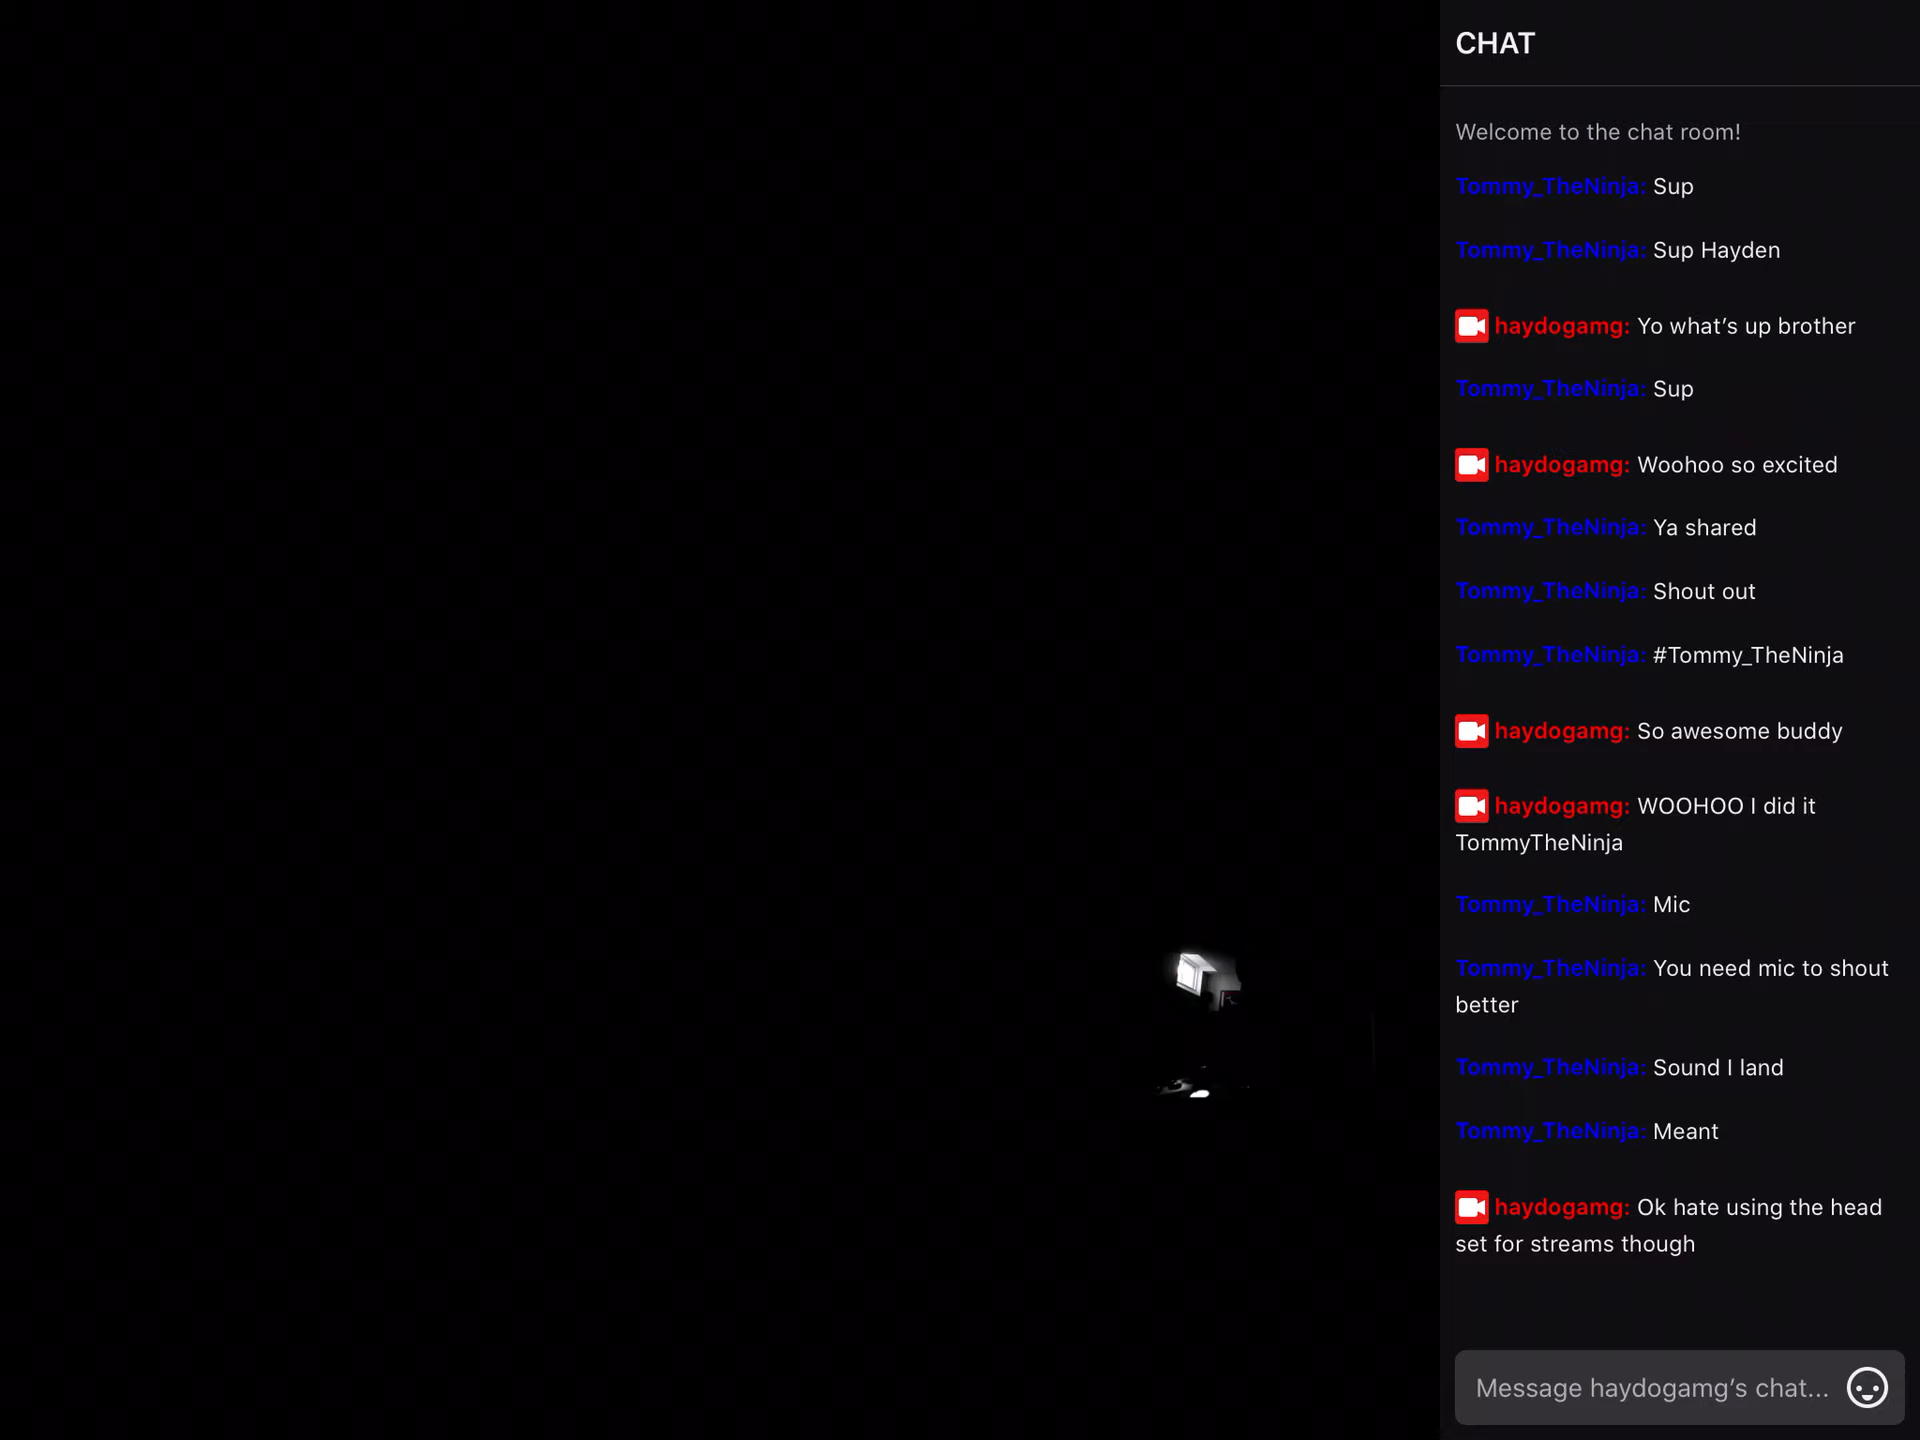 CHAT
Welcome to the chat room!
Tommy_TheNinja: Sup
Tommy_TheNinja: Sup Hayden
haydogamg: Yo what’s up brother
Tommy_TheNinja: Sup
haydogamg: Woohoo so excited
Tommy_TheNinja: Ya shared
Tommy_TheNinja: Shout out
Tommy_TheNinja: #Tommy_TheNinja
haydogamg: So awesome buddy
haydogamg: WOOHOO I did it
TommyTheNinja
Tommy_TheNinja: Mic
Tommy_TheNinja: You need mic to shout
better
Tommy_TheNinja: Sound I land
Tommy_TheNinja: Meant
haydogamg: Ok hate using the head
set for streams though
Message haydogamg’s chat...